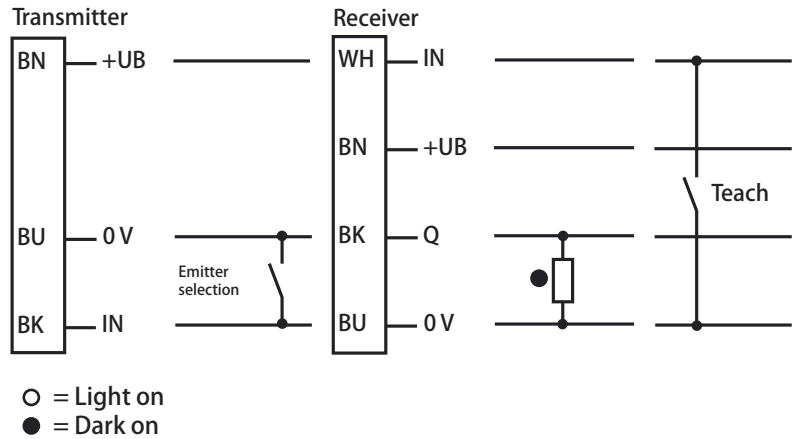 Transmitter
BN +UB
BU 0 V
BK IN
Emitter
selection
Receiver
WH IN
BN +UB
BK Q
BU 0 V
Teach
= Light on
= Dark on